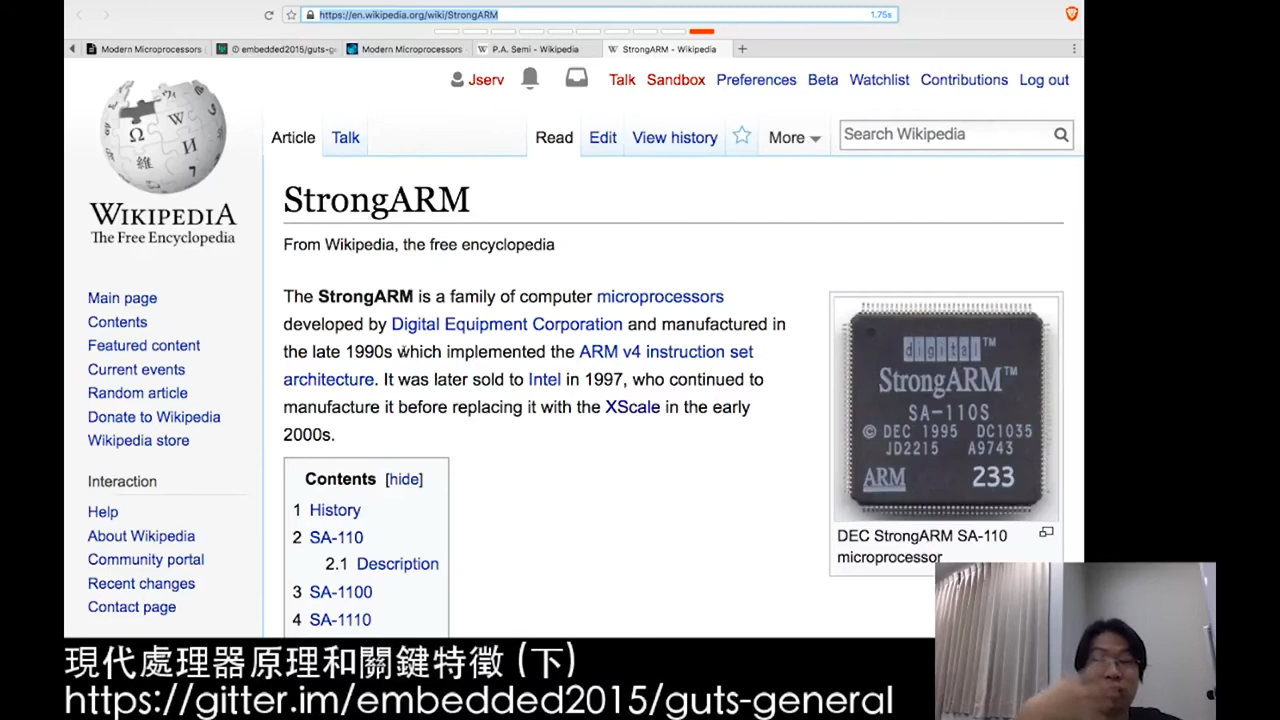 https://en.wikipedia.org/wiki/StrongARM
1.75s
Modern Microprocessors
© embedded2015/guts-g
Modern Microprocessors
W P.A. Semi - Wikipedia
W StrongARM - Wikipedia
Jserv
Talk
Sandbox
Preferences
Beta
Watchlist
Contributions
Log out
Article
Talk
Read
Edit
View history
More
Search Wikipedia
WIKIPEDIA
The Free Encyclopedia
StrongARM
From Wikipedia, the free encyclopedia
Main page
Contents
Featured content
Current events
Random article
Donate to Wikipedia
Wikipedia store
Interaction
Help
About Wikipedia
Community portal
Recent changes
Contact page
The StrongARM is a family of computer microprocessors
developed by Digital Equipment Corporation and manufactured in
the late 1990s which implemented the ARM v4 instruction set
architecture. It was later sold to Intel in 1997, who continued to
manufacture it before replacing it with the XScale in the early
2000s.
Contents [hide]
1 History
2 SA-110
2.1 Description
3 SA-1100
4 SA-1110
digital™
StrongARM™
SA-110S
© DEC 1995 DC1035
JD2215 A9743
ARM 233
DEC StrongARM SA-110
microprocessor
現代處理器原理和關鍵特徵 (下)
https://gitter.im/embedded2015/guts-general